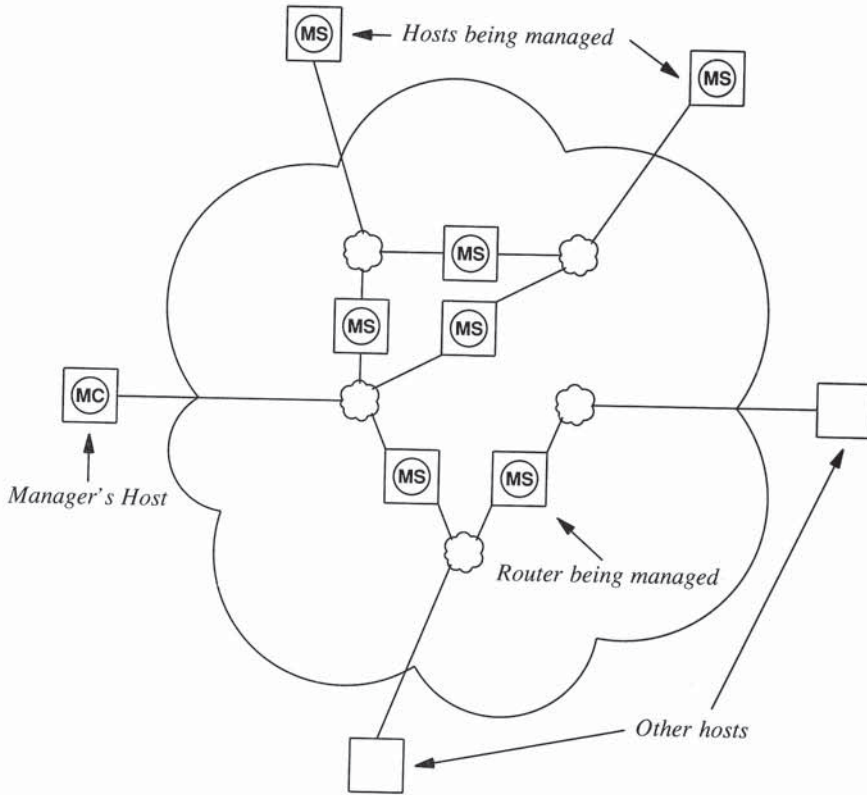 MS
Hosts being managed
MS
MS
MS
MS
MC
Manager's Host
MS
MS
Router being managed
Other hosts